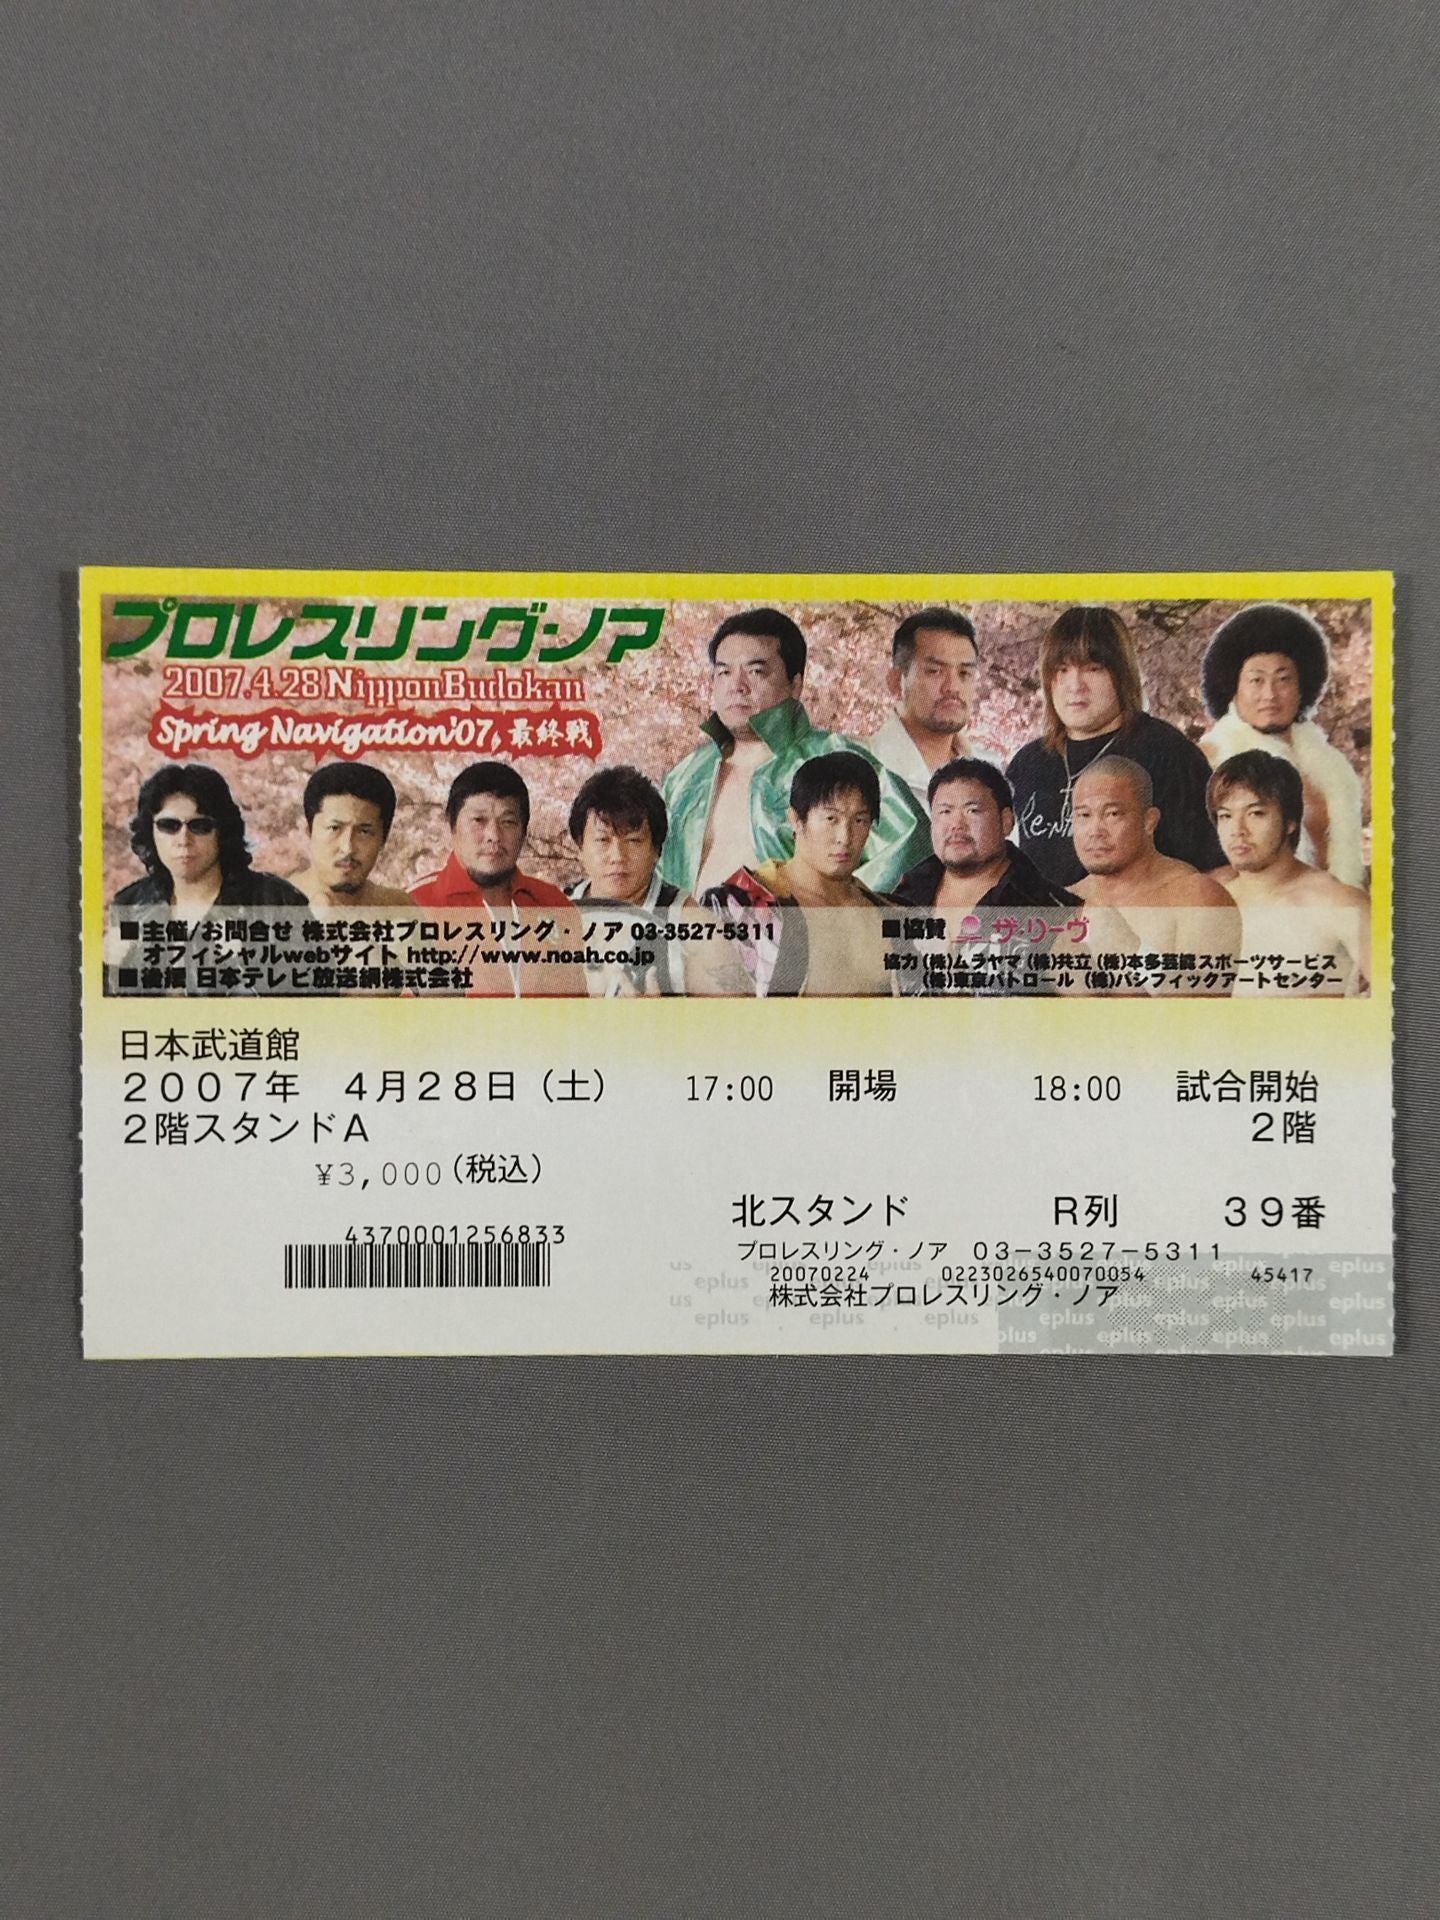 プロレスリング・ノア
2007.4.28 Nippon Budokan
Spring Navigation'07, 最終戦
Re:NM
■主催/お問合せ 株式会社プロレスリング・ノア 03-3527-5311
オフィシャルwebサイト http://www.noah.co.jp
■後援 日本テレビ放送網株式会社
■協賛 ザ・リーヴ
協力 (株)ムラヤマ (株)共立 (株)本多芸能スポーツサービス
(株)東京パトロール (株)パシフィックアートセンター
日本武道館
2007年 4月28日(土) 17:00 開場 18:00 試合開始
2階スタンドA 2階
¥3,000(税込)
北スタンド R列 39番
4370001256833
プロレスリング・ノア 03-3527-5311
20070224 0223026540070054 45417
株式会社プロレスリング・ノア
eplus eplus eplus eplus eplus